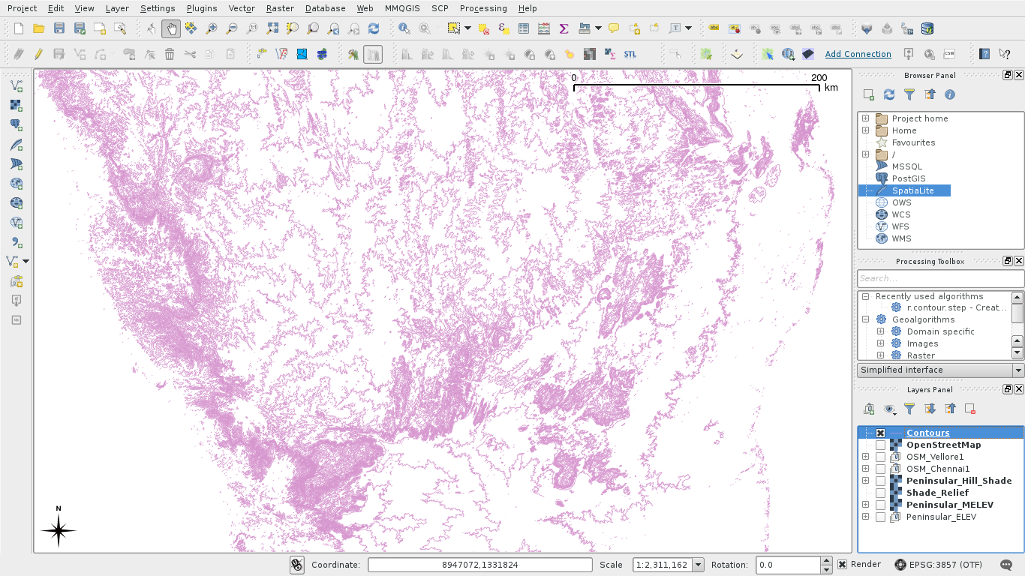 Project Edit View Layer Settings Plugins Vector Raster Database Web MMQGIS SCP Processing Help
STL Add Connection
0 200
km
N
Browser Panel
Project home
Home
Favourites
/
MSSQL
PostGIS
SpatiaLite
OWS
WCS
WFS
WMS
Processing Toolbox
Search...
Recently used algorithms
r.contour.step - Creat...
Geoalgorithms
Domain specific
Images
Raster
Simplified interface
Layers Panel
Contours
OpenStreetMap
OSM_Vellore1
OSM_Chennai1
Peninsular_Hill_Shade
Shade_Relief
Peninsular_MELEV
Peninsular_ELEV
Coordinate: 8947072,1331824 Scale 1:2,311,162 Rotation: 0.0 Render EPSG:3857 (OTF)